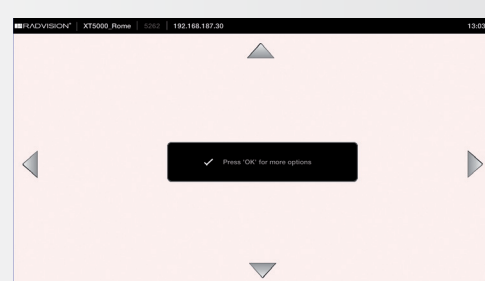 RADVISION® XT5000_Rome 5262 192.168.187.30 13:03
Press 'OK' for more options